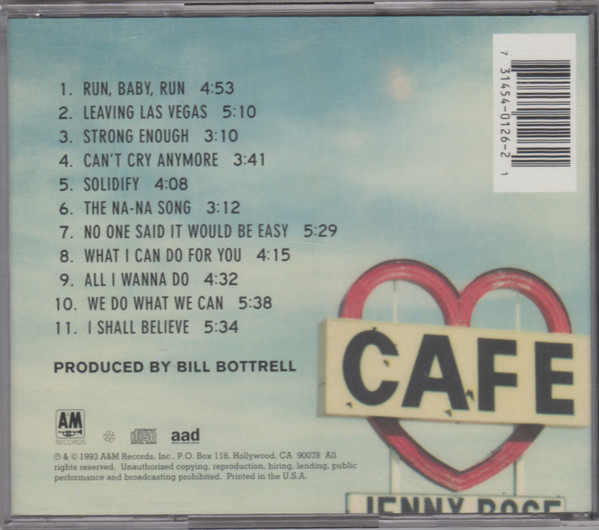 1. RUN, BABY, RUN 4:53
2. LEAVING LAS VEGAS 5:10
3. STRONG ENOUGH 3:10
4. CAN'T CRY ANYMORE 3:41
5. SOLIDIFY 4:08
6. THE NA-NA SONG 3:12
7. NO ONE SAID IT WOULD BE EASY 5:29
8. WHAT I CAN DO FOR YOU 4:15
9. ALL I WANNA DO 4:32
10. WE DO WHAT WE CAN 5:38
11. I SHALL BELIEVE 5:34
PRODUCED BY BILL BOTTRELL
7 31454-0126-2 1
CAFE
JENNY ROSE
A&M
RECORDS
disc
aad
℗ & © 1993 A&M Records, Inc., P.O. Box 118, Hollywood, CA 90078 All
rights reserved. Unauthorized copying, reproduction, hiring, lending, public
performance and broadcasting prohibited. Printed in the U.S.A.